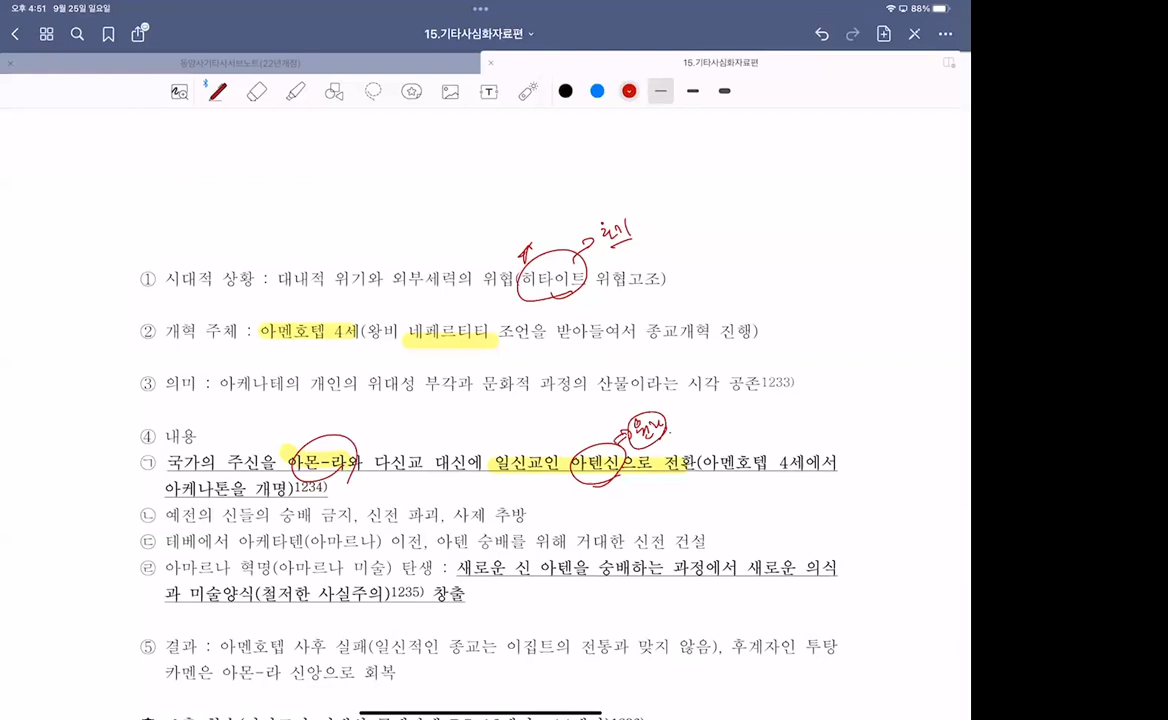 오후 4:51 9월 25일 일요일
88%
15.기타사심화자료편
동양사기타사서브노트(22년개정)
15.기타사심화자료편
① 시대적 상황 : 대내적 위기와 외부세력의 위협(히타이트 위협고조)
② 개혁 주체 : 아멘호텝 4세(왕비 네페르티티 조언을 받아들여서 종교개혁 진행)
③ 의미 : 아케나테의 개인의 위대성 부각과 문화적 과정의 산물이라는 시각 공존1233)
④ 내용
㉠ 국가의 주신을 아몬-라와 다신교 대신에 일신교인 아텐신으로 전환(아멘호텝 4세에서
아케나톤을 개명)1234)
㉡ 예전의 신들의 숭배 금지, 신전 파괴, 사제 추방
㉢ 테베에서 아케타텐(아마르나) 이전, 아텐 숭배를 위해 거대한 신전 건설
㉣ 아마르나 혁명(아마르나 미술) 탄생 : 새로운 신 아텐을 숭배하는 과정에서 새로운 의식
과 미술양식(철저한 사실주의)1235) 창출
⑤ 결과 : 아멘호텝 사후 실패(일신적인 종교는 이집트의 전통과 맞지 않음), 후계자인 투탕
카멘은 아몬-라 신앙으로 회복